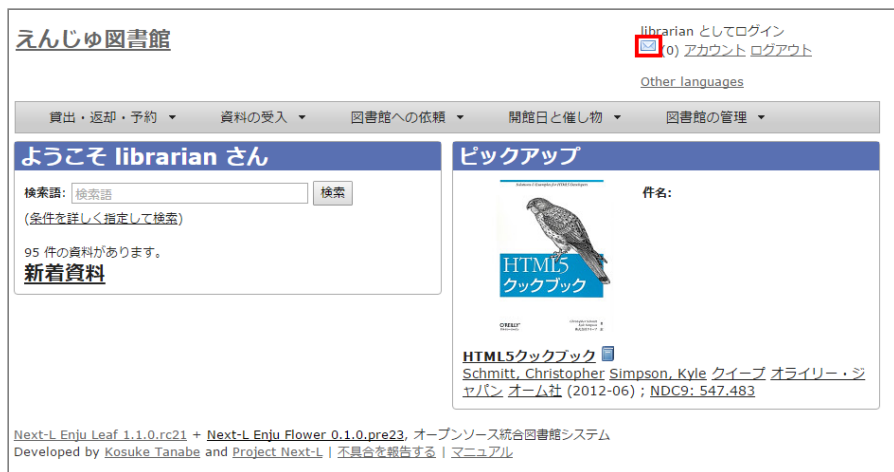 えんじゅ図書館
librarian としてログイン
(0) アカウント ログアウト
Other languages
貸出・返却・予約 ▼ 資料の受入 ▼ 図書館への依頼 ▼ 開館日と催し物 ▼ 図書館の管理 ▼
ようこそ librarian さん
検索語: 検索語 検索
(条件を詳しく指定して検索)
95 件の資料があります。
新着資料
ピックアップ
件名:
HTML5
クックブック
O'REILLY
HTML5クックブック
Schmitt, Christopher Simpson, Kyle クイープ オライリー・ジ
ャパン オーム社 (2012-06) ; NDC9: 547.483
Next-L Enju Leaf 1.1.0.rc21 + Next-L Enju Flower 0.1.0.pre23, オープンソース統合図書館システム
Developed by Kosuke Tanabe and Project Next-L | 不具合を報告する | マニュアル